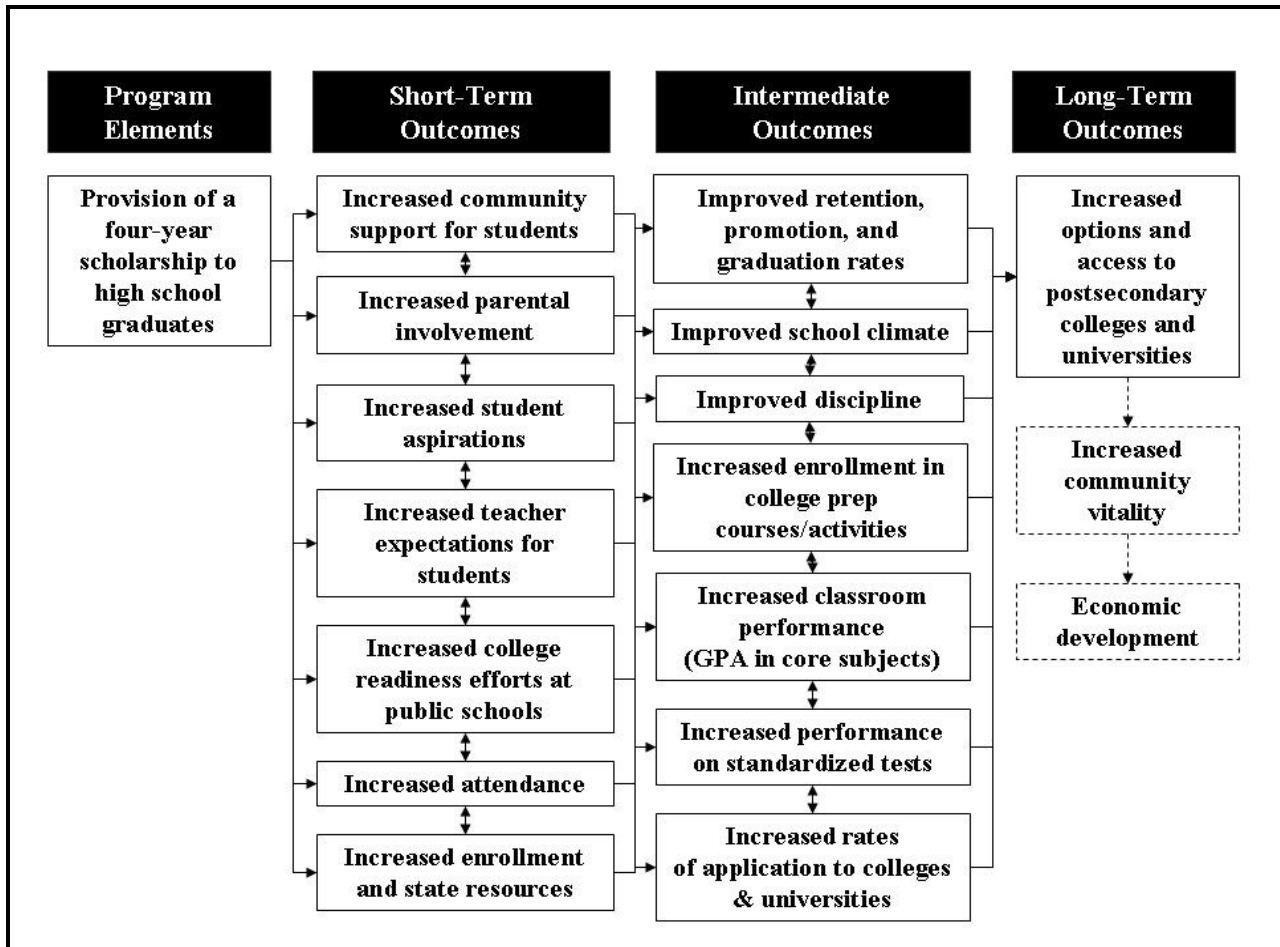 Program
Elements
Short-Term
Outcomes
Intermediate
Outcomes
Long-Term
Outcomes
Provision of a
four-year
scholarship to
high school
graduates
Increased community
support for students
Increased parental
involvement
Increased student
aspirations
Increased teacher
expectations for
students
Increased college
readiness efforts at
public schools
Increased attendance
Increased enrollment
and state resources
Improved retention,
promotion, and
graduation rates
Improved school climate
Improved discipline
Increased enrollment in
college prep
courses/activities
Increased classroom
performance
(GPA in core subjects)
Increased performance
on standardized tests
Increased rates
of application to colleges
& universities
Increased
options and
access to
postsecondary
colleges and
universities
Increased
community
vitality
Economic
development